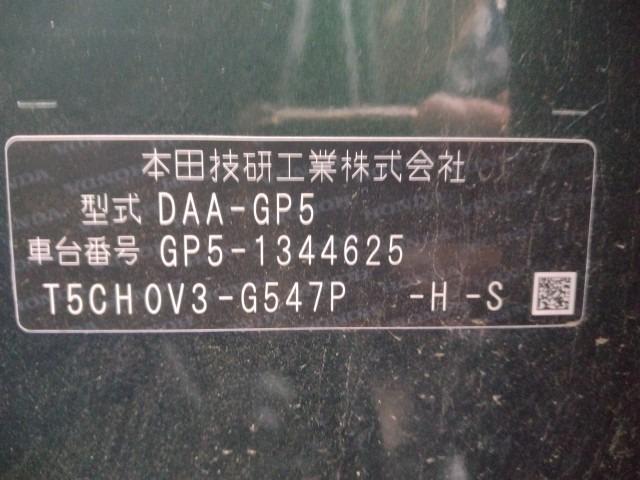 本田技研工業株式会社
型式 DAA-GP5
車台番号 GP5-1344625
T5CH0V3-G547P -H -S